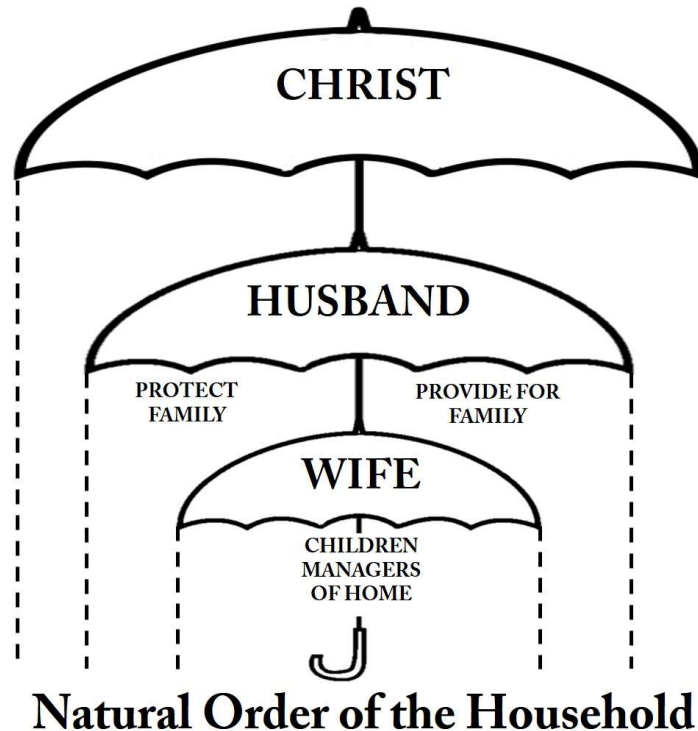 CHRIST
HUSBAND
PROTECT
FAMILY
PROVIDE FOR
FAMILY
WIFE
CHILDREN
MANAGERS
OF HOME
Natural Order of the Household